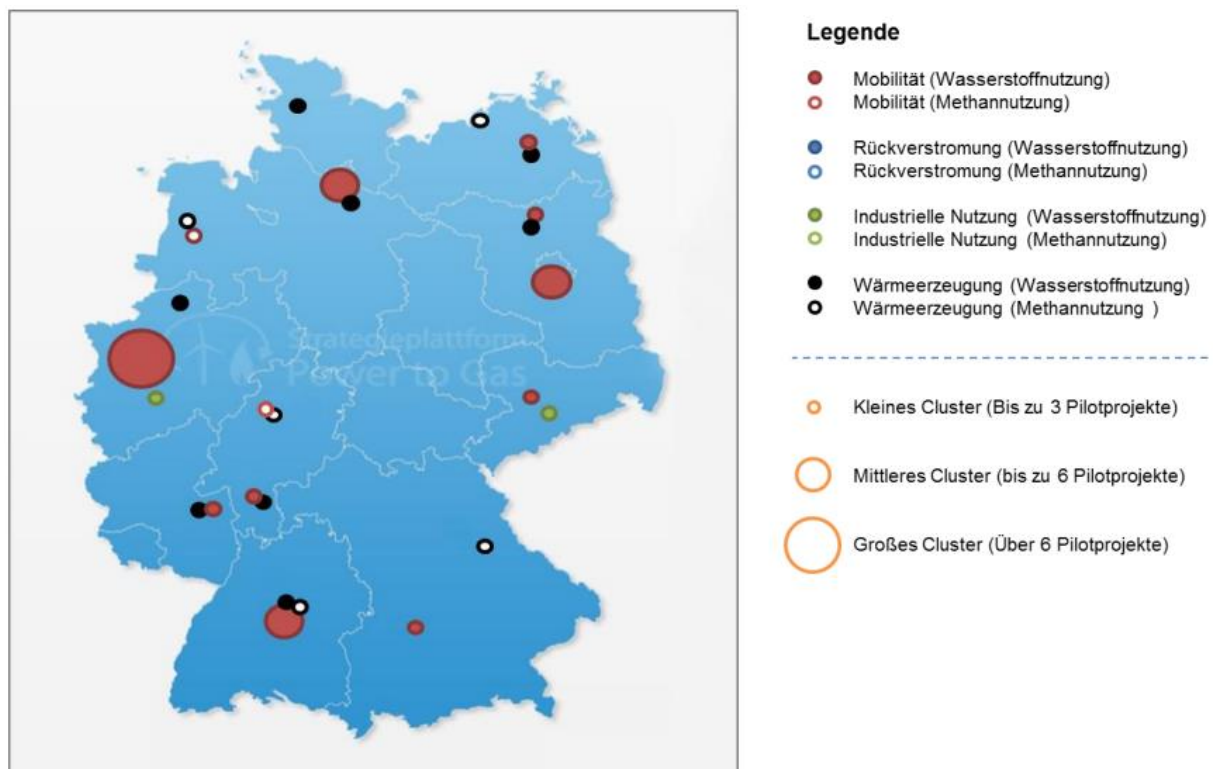 Strategieplattform
Power to Gas
Legende
Mobilität (Wasserstoffnutzung)
Mobilität (Methannutzung)
Rückverstromung (Wasserstoffnutzung)
Rückverstromung (Methannutzung)
Industrielle Nutzung (Wasserstoffnutzung)
Industrielle Nutzung (Methannutzung)
Wärmeerzeugung (Wasserstoffnutzung)
Wärmeerzeugung (Methannutzung )
Kleines Cluster (Bis zu 3 Pilotprojekte)
Mittleres Cluster (bis zu 6 Pilotprojekte)
Großes Cluster (Über 6 Pilotprojekte)